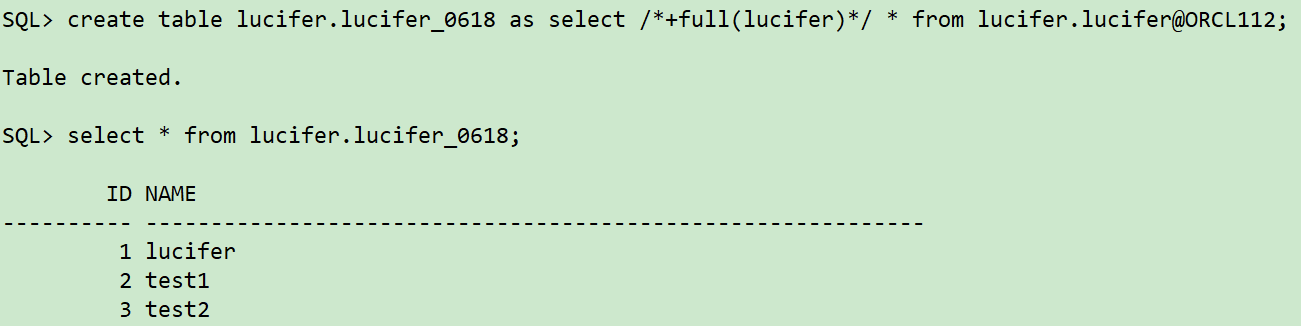 SQL> create table lucifer.lucifer_0618 as select /*+full(lucifer)*/ * from lucifer.lucifer@ORCL112;
Table created.
SQL> select * from lucifer.lucifer_0618;
        ID NAME
---------- ------------------------------------------------------------
         1 lucifer
         2 test1
         3 test2